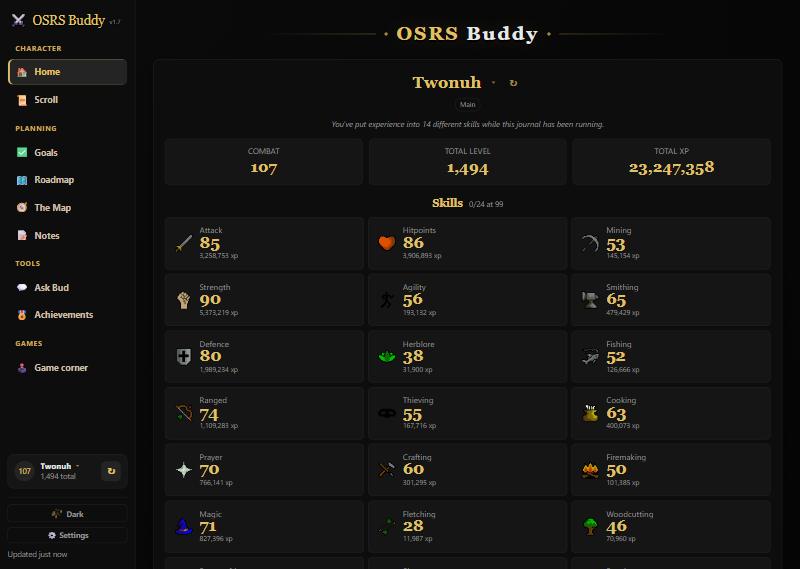 OSRS Buddy v1.7
CHARACTER
Home
Scroll
PLANNING
Goals
Roadmap
The Map
Notes
TOOLS
Ask Bud
Achievements
GAMES
Game corner
107
Twonuh
1,494 total
Dark
Settings
Updated just now
OSRS Buddy
Twonuh
Main
You've put experience into 14 different skills while this journal has been running.
COMBAT
107
TOTAL LEVEL
1,494
TOTAL XP
23,247,358
Skills 0/24 at 99
Attack
85
3,258,753 xp
Hitpoints
86
3,906,893 xp
Mining
53
145,154 xp
Strength
90
5,373,219 xp
Agility
56
193,132 xp
Smithing
65
479,429 xp
Defence
80
1,989,234 xp
Herblore
38
31,900 xp
Fishing
52
126,666 xp
Ranged
74
1,109,283 xp
Thieving
55
167,716 xp
Cooking
63
400,073 xp
Prayer
70
766,141 xp
Crafting
60
301,295 xp
Firemaking
50
101,385 xp
Magic
71
827,396 xp
Fletching
28
11,987 xp
Woodcutting
46
70,960 xp